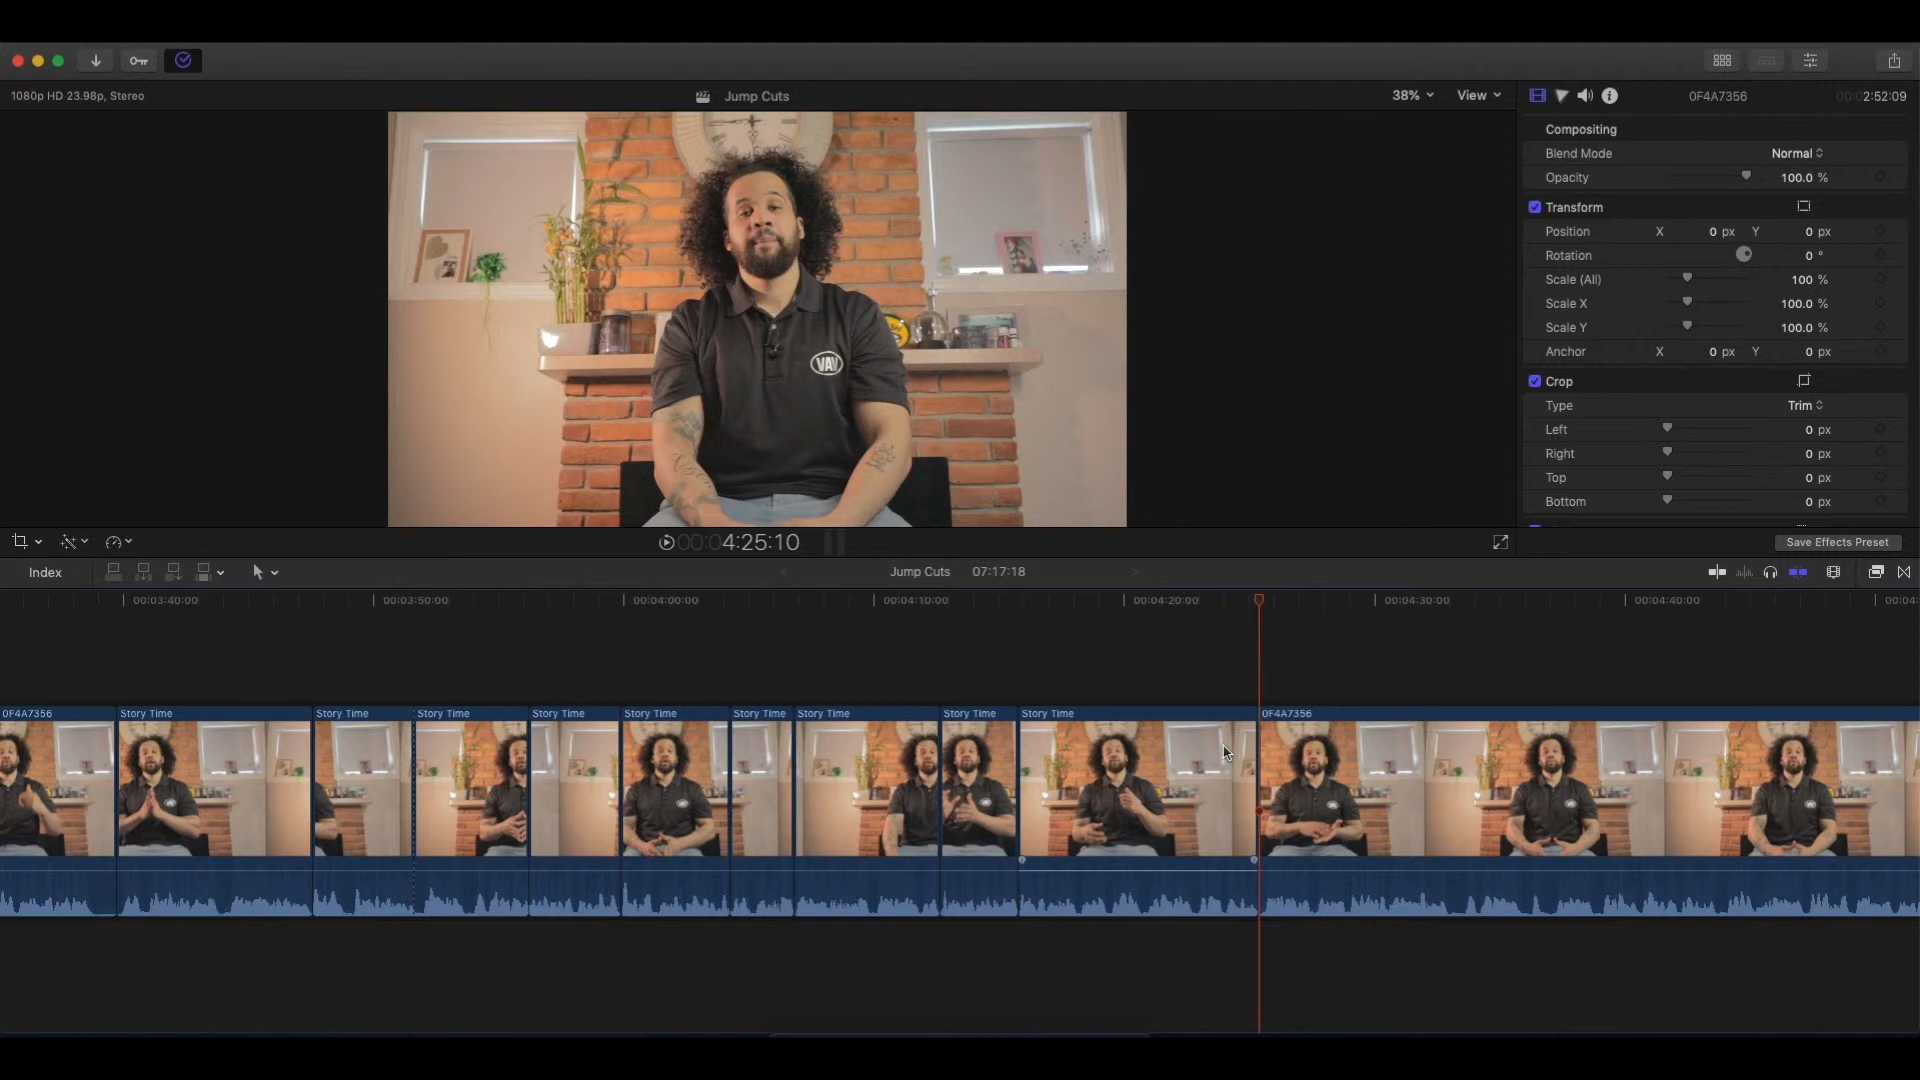 1080p HD 23.98p, Stereo
Jump Cuts
38%
View
0F4A7356
00:02:52:09
Compositing
Blend Mode
Normal
Opacity
100.0 %
Transform
Position
X
0 px
Y
0 px
Rotation
0 °
Scale (All)
100 %
Scale X
100.0 %
Scale Y
100.0 %
Anchor
X
0 px
Y
0 px
Crop
Type
Trim
Left
0 px
Right
0 px
Top
0 px
Bottom
0 px
VAV
00:04:25:10
Save Effects Preset
Index
Jump Cuts
07:17:18
00:03:40:00
00:03:50:00
00:04:00:00
00:04:10:00
00:04:20:00
00:04:30:00
00:04:40:00
00:04:
0F4A7356
Story Time
Story Time
Story Time
Story Time
Story Time
Story Time
Story Time
Story Time
Story Time
0F4A7356